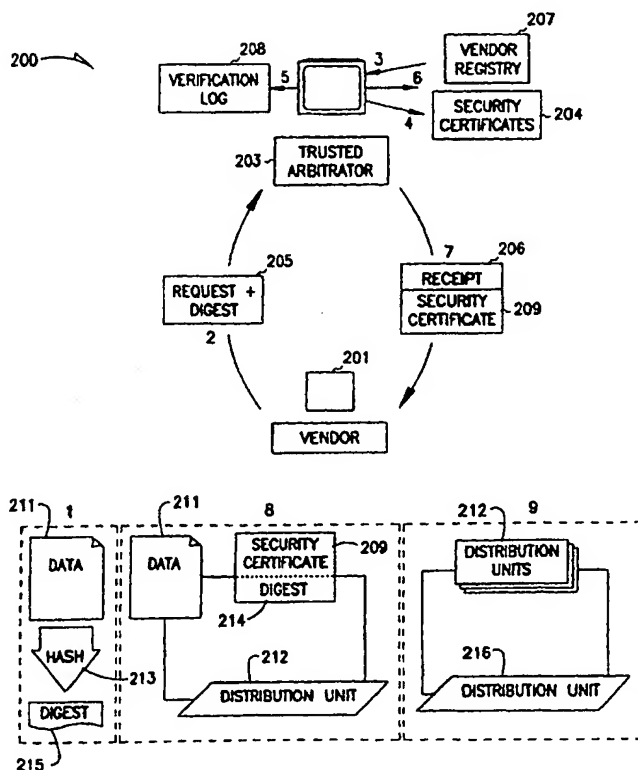 200
208
VERIFICATION
LOG
5
3
6
4
207
VENDOR
REGISTRY
SECURITY
CERTIFICATES
204
203
TRUSTED
ARBITRATOR
205
REQUEST +
DIGEST
2
7
206
RECEIPT
SECURITY
CERTIFICATE
209
201
VENDOR
211
1
DATA
HASH
213
DIGEST
215
211
8
DATA
SECURITY
CERTIFICATE
209
DIGEST
214
212
DISTRIBUTION UNIT
212
9
DISTRIBUTION
UNITS
216
DISTRIBUTION UNIT